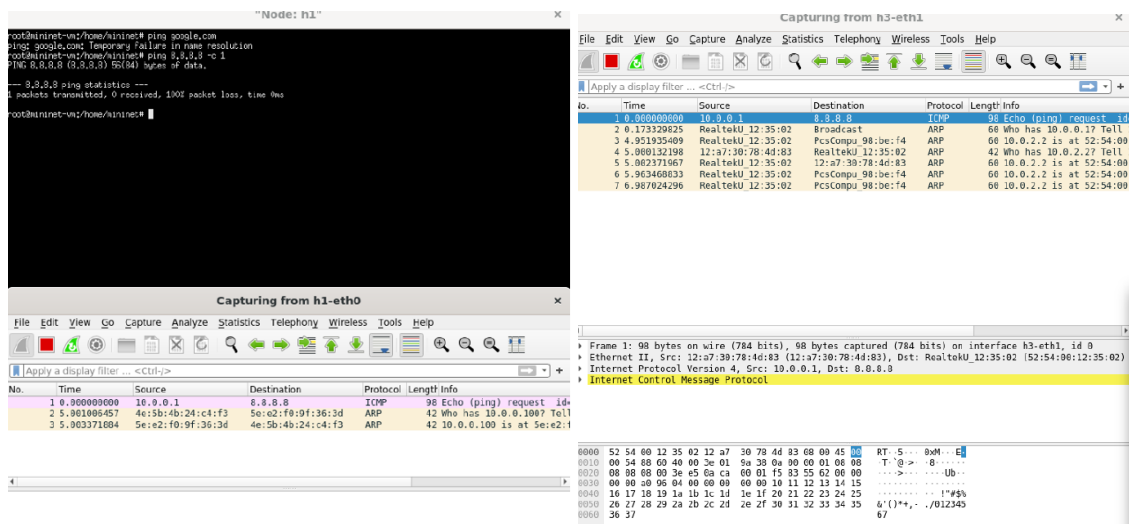 "Node: h1"
root@mininet-vm:/home/mininet# ping google.com
ping: google.com: Temporary failure in name resolution
root@mininet-vm:/home/mininet# ping 8.8.8.8 -c 1
PING 8.8.8.8 (8.8.8.8) 56(84) bytes of data.
--- 8.8.8.8 ping statistics ---
1 packets transmitted, 0 received, 100% packet loss, time 0ms
root@mininet-vm:/home/mininet#
Capturing from h1-eth0
File Edit View Go Capture Analyze Statistics Telephony Wireless Tools Help
Apply a display filter ... <Ctrl-/>
No. Time Source Destination Protocol Length Info
1 0.000000000 10.0.0.1 8.8.8.8 ICMP 98 Echo (ping) request id=
2 5.001006457 4e:5b:4b:24:c4:f3 5e:e2:f0:9f:36:3d ARP 42 Who has 10.0.0.100? Tell
3 5.003371884 5e:e2:f0:9f:36:3d 4e:5b:4b:24:c4:f3 ARP 42 10.0.0.100 is at 5e:e2:f
Capturing from h3-eth1
File Edit View Go Capture Analyze Statistics Telephony Wireless Tools Help
Apply a display filter ... <Ctrl-/>
No. Time Source Destination Protocol Length Info
1 0.000000000 10.0.0.1 8.8.8.8 ICMP 98 Echo (ping) request id
2 0.173329825 RealtekU_12:35:02 Broadcast ARP 60 Who has 10.0.0.1? Tell
3 4.951935409 RealtekU_12:35:02 PcsCompu_98:be:f4 ARP 60 10.0.2.2 is at 52:54:00
4 5.000132198 12:a7:30:78:4d:83 RealtekU_12:35:02 ARP 42 Who has 10.0.2.2? Tell
5 5.002371967 RealtekU_12:35:02 12:a7:30:78:4d:83 ARP 60 10.0.2.2 is at 52:54:00
6 5.963468033 RealtekU_12:35:02 PcsCompu_98:be:f4 ARP 60 10.0.2.2 is at 52:54:00
7 6.987024296 RealtekU_12:35:02 PcsCompu_98:be:f4 ARP 60 10.0.2.2 is at 52:54:00
Frame 1: 98 bytes on wire (784 bits), 98 bytes captured (784 bits) on interface h3-eth1, id 0
Ethernet II, Src: 12:a7:30:78:4d:83 (12:a7:30:78:4d:83), Dst: RealtekU_12:35:02 (52:54:00:12:35:02)
Internet Protocol Version 4, Src: 10.0.0.1, Dst: 8.8.8.8
Internet Control Message Protocol
0000 52 54 00 12 35 02 12 a7 30 78 4d 83 08 00 45 00 RT··5··· 0xM···E·
0010 00 54 88 60 40 00 3e 01 9a 38 0a 00 00 01 08 08 ·T·`@·>· ·8······
0020 08 08 08 00 3e e5 0a ca 00 01 f5 83 55 62 00 00 ····>··· ····Ub··
0030 00 00 a0 96 04 00 00 00 00 00 10 11 12 13 14 15 ········ ········
0040 16 17 18 19 1a 1b 1c 1d 1e 1f 20 21 22 23 24 25 ········ ·· !"#$%
0050 26 27 28 29 2a 2b 2c 2d 2e 2f 30 31 32 33 34 35 &'()*+,- ./012345
0060 36 37 67